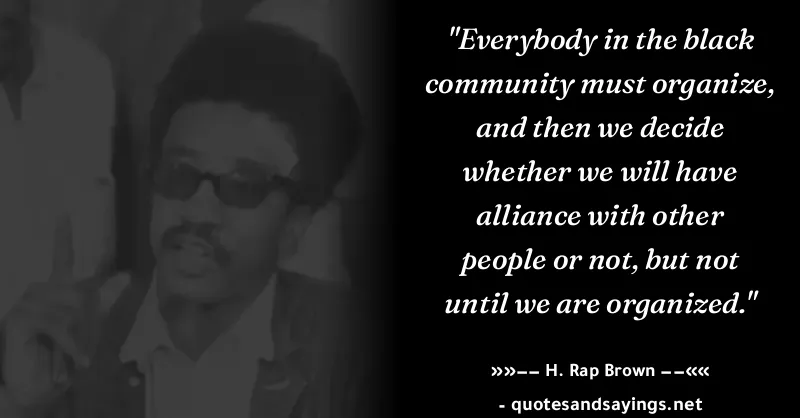 "Everybody in the black
community must organize,
and then we decide
whether we will have
alliance with other
people or not, but not
until we are organized."
»»–– H. Rap Brown ––««
- quotesandsayings.net